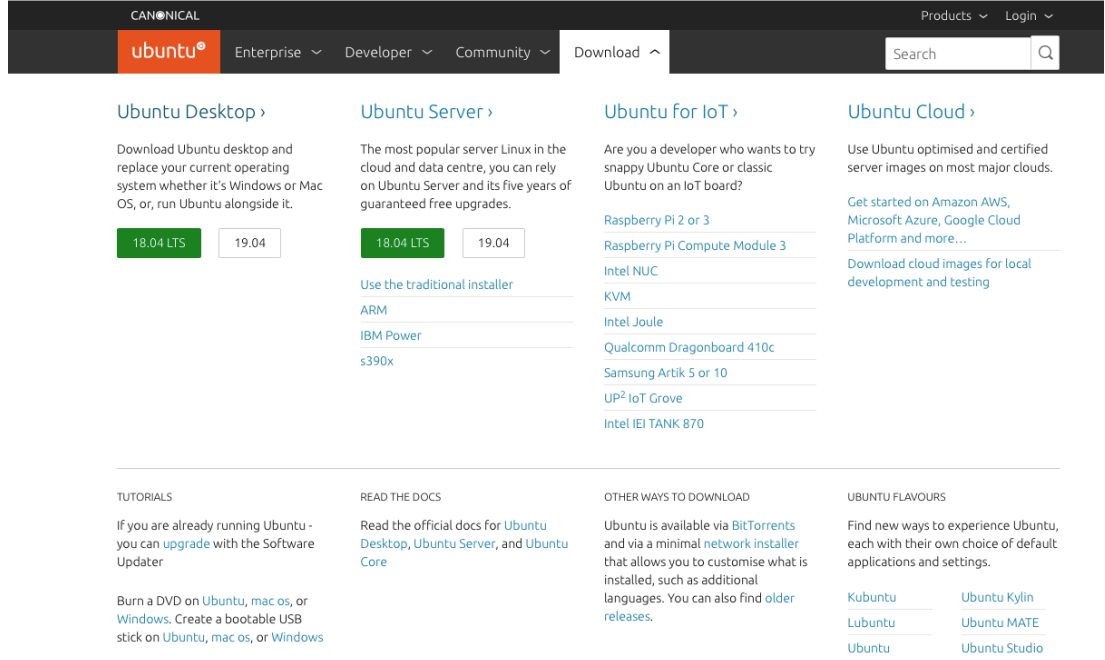 CANONICAL
Products
Login
ubuntu
Enterprise
Developer
Community
Download
Search
Ubuntu Desktop ›
Download Ubuntu desktop and
replace your current operating
system whether it's Windows or Mac
OS, or, run Ubuntu alongside it.
18.04 LTS
19.04
Ubuntu Server ›
The most popular server Linux in the
cloud and data centre, you can rely
on Ubuntu Server and its five years of
guaranteed free upgrades.
18.04 LTS
19.04
Use the traditional installer
ARM
IBM Power
s390x
Ubuntu for IoT ›
Are you a developer who wants to try
snappy Ubuntu Core or classic
Ubuntu on an IoT board?
Raspberry Pi 2 or 3
Raspberry Pi Compute Module 3
Intel NUC
KVM
Intel Joule
Qualcomm Dragonboard 410c
Samsung Artik 5 or 10
UP² IoT Grove
Intel IEI TANK 870
Ubuntu Cloud ›
Use Ubuntu optimised and certified
server images on most major clouds.
Get started on Amazon AWS,
Microsoft Azure, Google Cloud
Platform and more…
Download cloud images for local
development and testing
TUTORIALS
If you are already running Ubuntu -
you can upgrade with the Software
Updater
Burn a DVD on Ubuntu, mac os, or
Windows. Create a bootable USB
stick on Ubuntu, mac os, or Windows
READ THE DOCS
Read the official docs for Ubuntu
Desktop, Ubuntu Server, and Ubuntu
Core
OTHER WAYS TO DOWNLOAD
Ubuntu is available via BitTorrents
and via a minimal network installer
that allows you to customise what is
installed, such as additional
languages. You can also find older
releases.
UBUNTU FLAVOURS
Find new ways to experience Ubuntu,
each with their own choice of default
applications and settings.
Kubuntu
Lubuntu
Ubuntu
Ubuntu Kylin
Ubuntu MATE
Ubuntu Studio